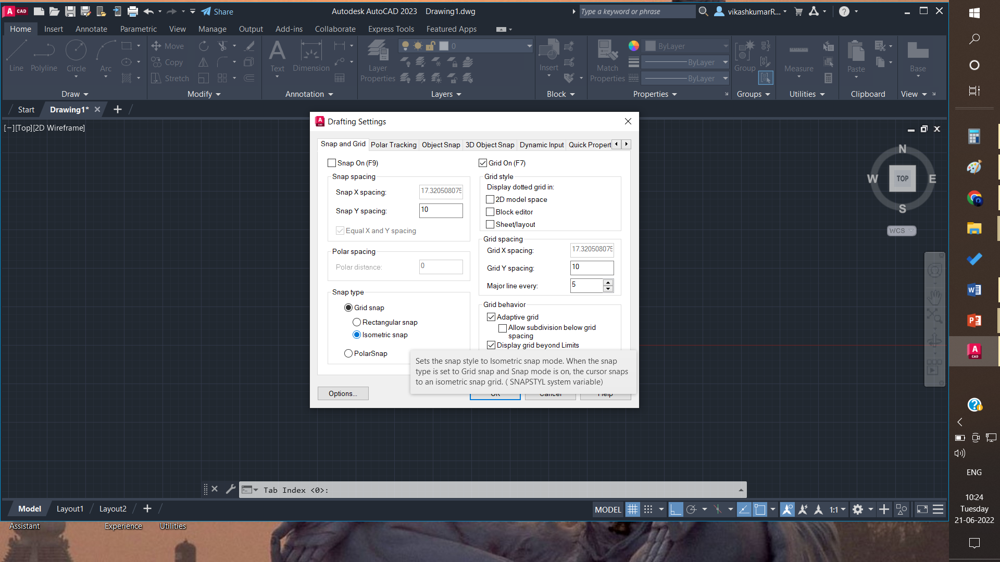 CAD
Share
Autodesk AutoCAD 2023 Drawing1.dwg
Type a keyword or phrase
vikashkumarR...
Home Insert Annotate Parametric View Manage Output Add-ins Collaborate Express Tools Featured Apps
Line Polyline Circle Arc
Move
Copy
Stretch
Text Dimension
Layer
Properties
0
Insert
Match
Properties
ByLayer
ByLayer
ByLayer
Group
Measure
Paste
Base
Draw Modify Annotation Layers Block Properties Groups Utilities Clipboard View
Start Drawing1*
[−][Top][2D Wireframe]
Drafting Settings
Snap and Grid Polar Tracking Object Snap 3D Object Snap Dynamic Input Quick Propert
Snap On (F9)
Snap spacing
Snap X spacing: 17.320508075
Snap Y spacing: 10
Equal X and Y spacing
Polar spacing
Polar distance: 0
Snap type
Grid snap
Rectangular snap
Isometric snap
PolarSnap
Grid On (F7)
Grid style
Display dotted grid in:
2D model space
Block editor
Sheet/layout
Grid spacing
Grid X spacing: 17.320508075
Grid Y spacing: 10
Major line every: 5
Grid behavior
Adaptive grid
Allow subdivision below grid
spacing
Display grid beyond Limits
Sets the snap style to Isometric snap mode. When the snap
type is set to Grid snap and Snap mode is on, the cursor snaps
to an isometric snap grid. ( SNAPSTYL system variable)
Options... OK Cancel Help
N
W TOP E
S
WCS
Tab Index <0>:
Model Layout1 Layout2
MODEL
1:1
Assistant Experience Utilities
ENG
10:24
Tuesday
21-06-2022